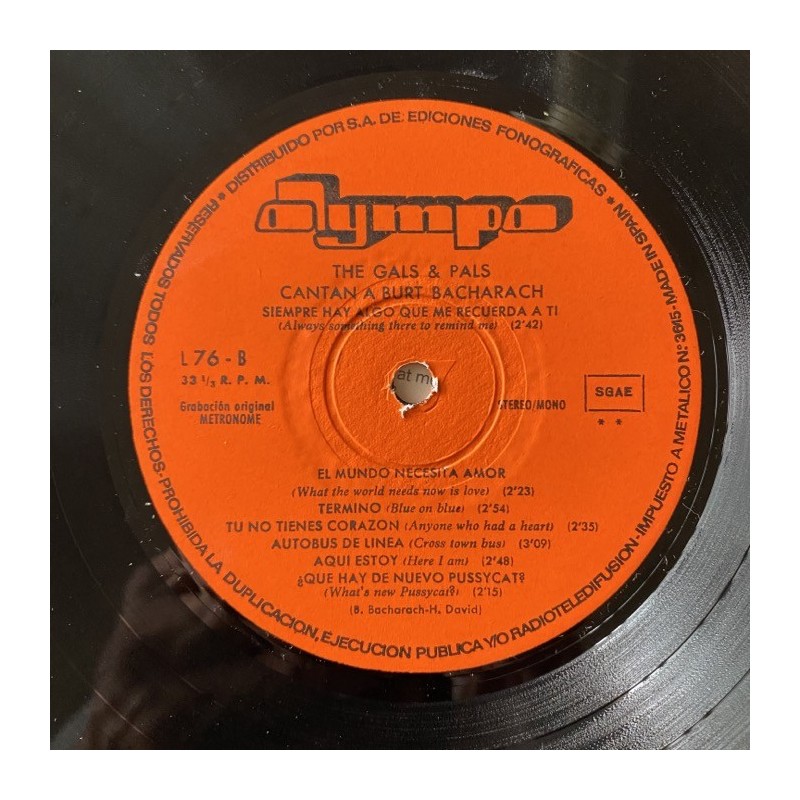 RESERVADOS TODOS LOS DERECHOS-PROHIBIDA LA DUPLICACION, EJECUCION PUBLICA Y/O RADIOTELEDIFUSION-IMPUESTO A METALICO Nº 3615-MADE IN SPAIN *
* DISTRIBUIDO POR S.A. DE: EDICIONES FONOGRAFICAS *
Olympo
THE GALS & PALS
CANTAN A BURT BACHARACH
SIEMPRE HAY ALGO QUE ME RECUERDA A TI
(Always something there to remind me) (2'42)
L 76 - B
33 1/3 R. P. M.
Grabación original
METRONOME
at mu
STEREO/MONO
SGAE
* *
EL MUNDO NECESITA AMOR
(What the world needs now is love) (2'23)
TERMINO (Blue on blue) (2'54)
TU NO TIENES CORAZON (Anyone who had a heart) (2'35)
AUTOBUS DE LINEA (Cross town bus) (3'09)
AQUI ESTOY (Here I am) (2'48)
¿QUE HAY DE NUEVO PUSSYCAT?
(What's new Pussycat?) (2'15)
(B. Bacharach-H. David)